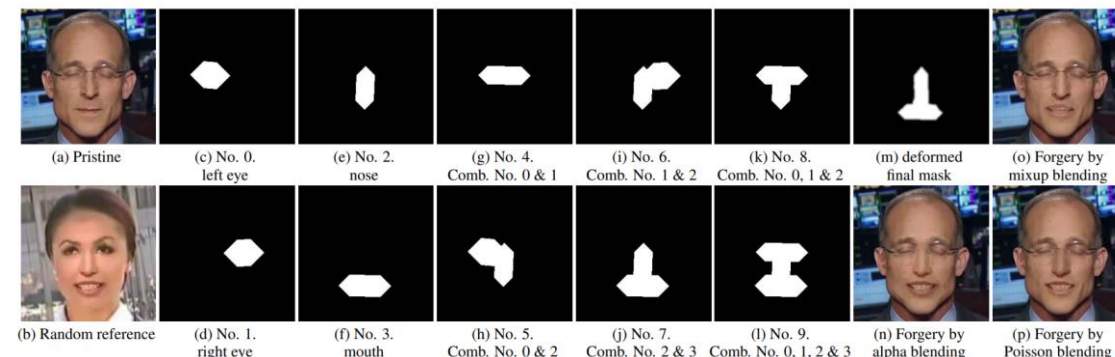 (a) Pristine
(c) No. 0.
left eye
(e) No. 2.
nose
(g) No. 4.
Comb. No. 0 & 1
(i) No. 6.
Comb. No. 1 & 2
(k) No. 8.
Comb. No. 0, 1 & 2
(m) deformed
final mask
(o) Forgery by
mixup blending
(b) Random reference
(d) No. 1.
right eye
(f) No. 3.
mouth
(h) No. 5.
Comb. No. 0 & 2
(j) No. 7.
Comb. No. 2 & 3
(l) No. 9.
Comb. No. 0, 1, 2 & 3
(n) Forgery by
alpha blending
(p) Forgery by
Poisson blending